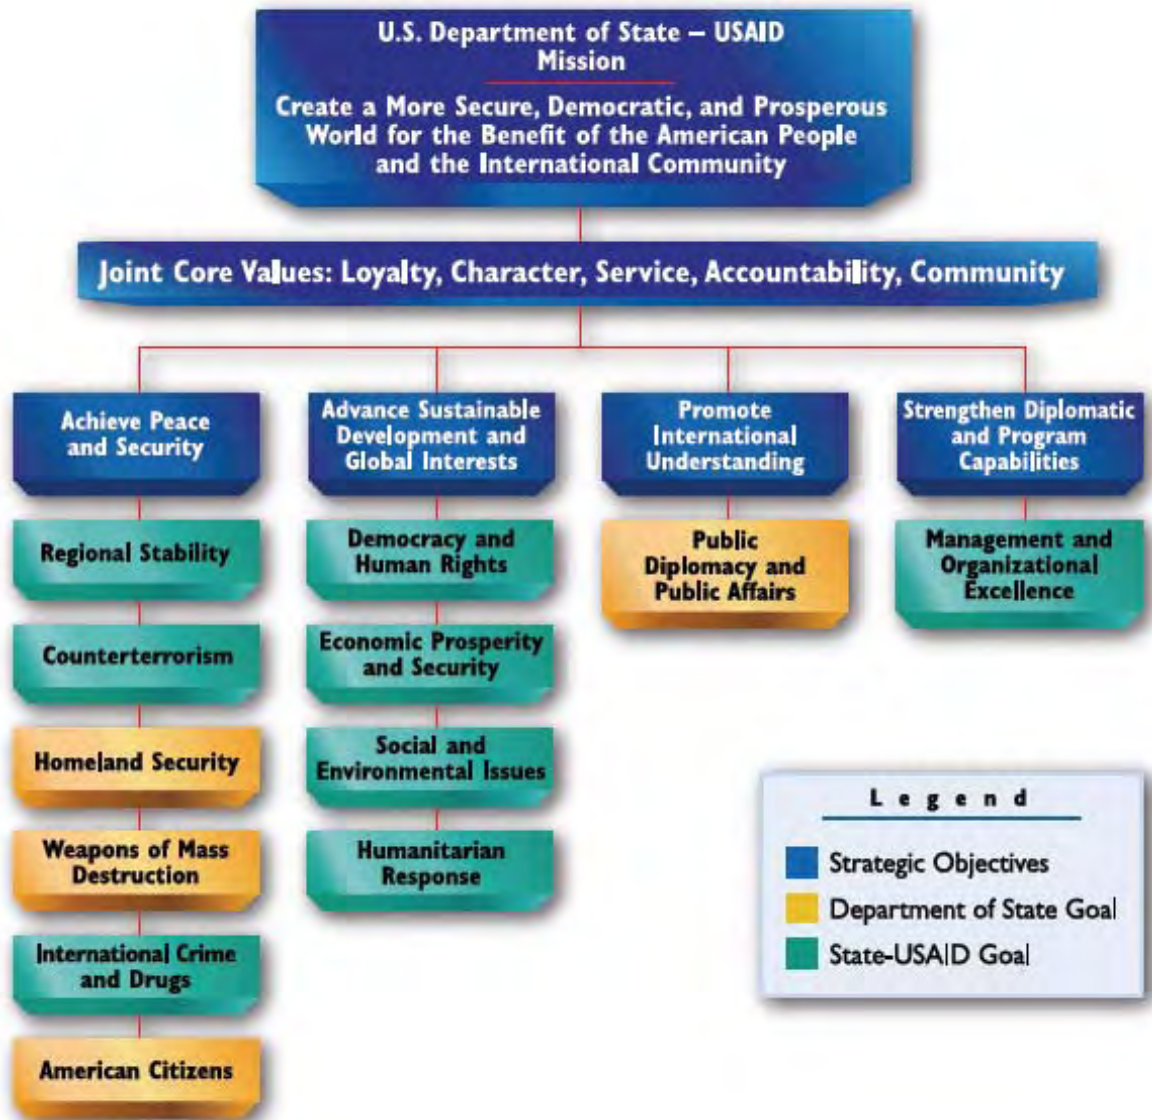 U.S. Department of State – USAID
Mission
Create a More Secure, Democratic, and Prosperous
World for the Benefit of the American People
and the International Community
Joint Core Values: Loyalty, Character, Service, Accountability, Community
Achieve Peace
and Security
Regional Stability
Counterterrorism
Homeland Security
Weapons of Mass
Destruction
International Crime
and Drugs
American Citizens
Advance Sustainable
Development and
Global Interests
Democracy and
Human Rights
Economic Prosperity
and Security
Social and
Environmental Issues
Humanitarian
Response
Promote
International
Understanding
Public
Diplomacy and
Public Affairs
Strengthen Diplomatic
and Program
Capabilities
Management and
Organizational
Excellence
Legend
Strategic Objectives
Department of State Goal
State-USAID Goal